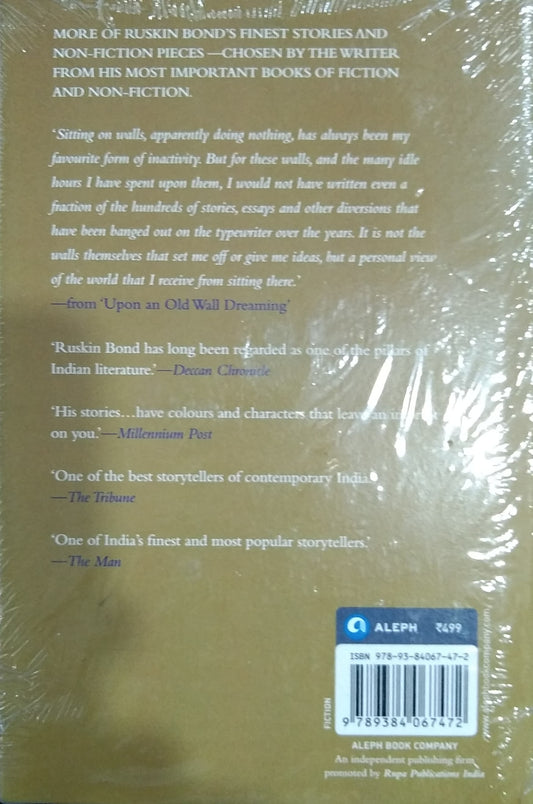 MORE OF RUSKIN BOND'S FINEST STORIES AND
NON-FICTION PIECES—CHOSEN BY THE WRITER
FROM HIS MOST IMPORTANT BOOKS OF FICTION
AND NON-FICTION.
'Sitting on walls, apparently doing nothing, has always been my
favourite form of inactivity. But for these walls, and the many idle
hours I have spent upon them, I would not have written even a
fraction of the hundreds of stories, essays and other diversions that
have been banged out on the typewriter over the years. It is not the
walls themselves that set me off or give me ideas, but a personal view
of the world that I receive from sitting there.'
—from 'Upon an Old Wall Dreaming'
'Ruskin Bond has long been regarded as one of the pillars of
Indian literature.'—Deccan Chronicle
'His stories...have colours and characters that leave an
on you.'—Millennium Post
'One of the best storytellers of contemporary India.'
—The Tribune
'One of India's finest and most popular storytellers.'
—The Man
ALEPH ₹499
ISBN 978-93-84067-47-2
9 789384 067472
FICTION
www.alephbookcompany.com
ALEPH BOOK COMPANY
An independent publishing firm
promoted by Rupa Publications India